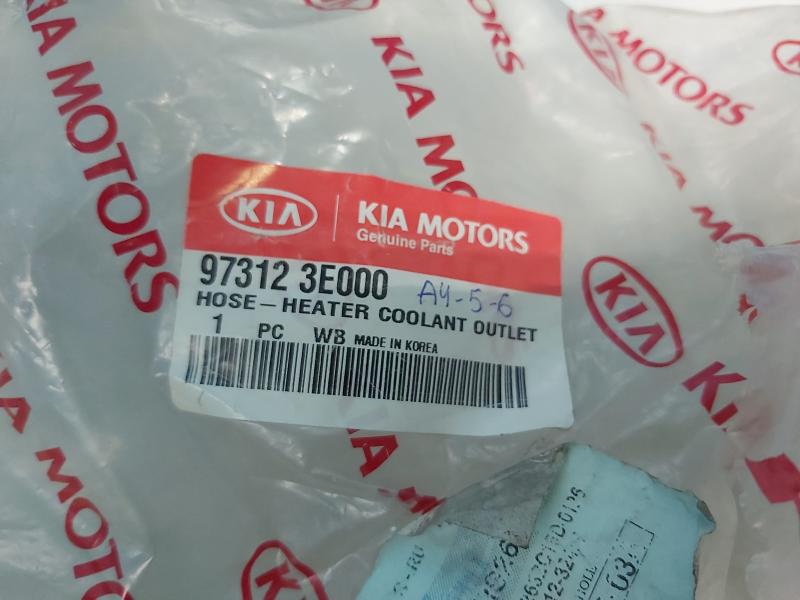 KIA MOTORS
KIA MOTORS
KIA MOTORS
KIA
KIA MOTORS
Genuine Parts
97312 3E000 A4-5-6
HOSE-HEATER COOLANT OUTLET
1 PC WB MADE IN KOREA
KIA
KIA
MOTORS
KIA MOTORS